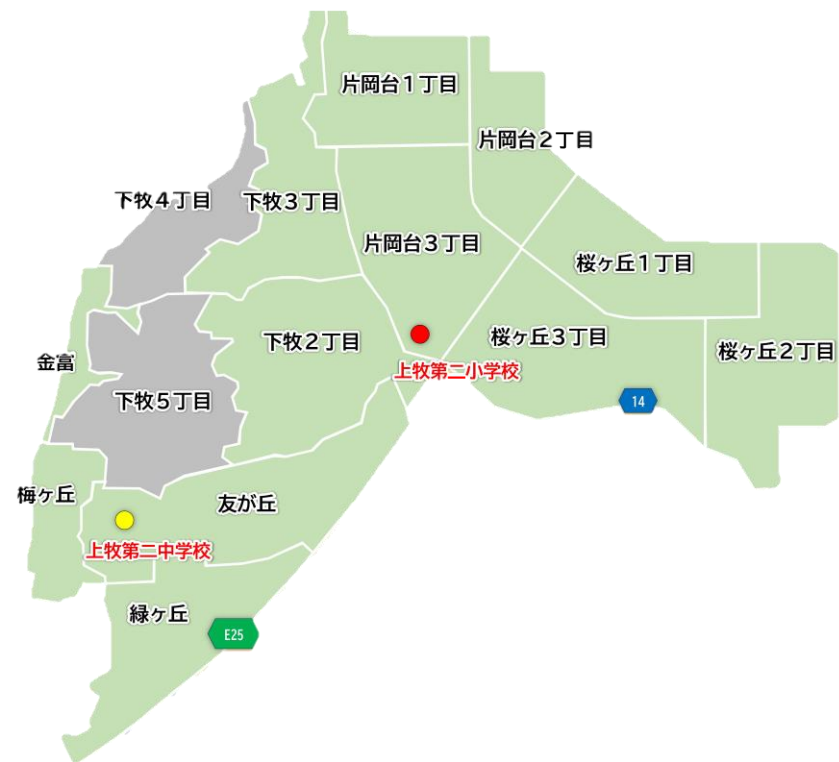 片岡台１丁目
片岡台２丁目
下牧４丁目
下牧３丁目
片岡台３丁目
桜ヶ丘１丁目
下牧２丁目
桜ヶ丘３丁目
桜ヶ丘２丁目
金富
上牧第二小学校
下牧５丁目
14
梅ヶ丘
友が丘
上牧第二中学校
緑ヶ丘
E25